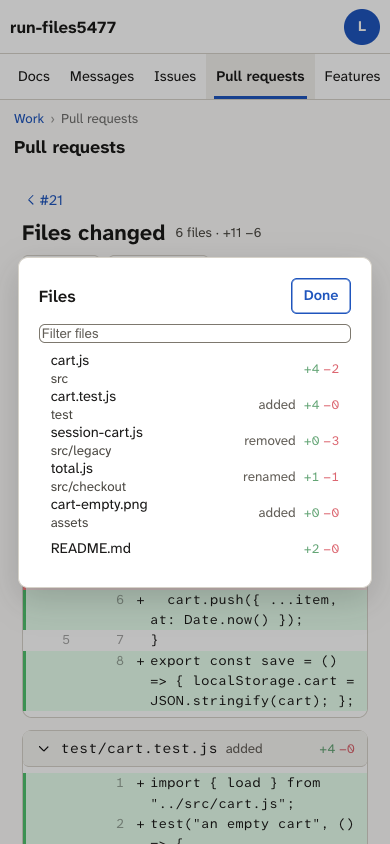 run-files5477
L
Docs Messages Issues Pull requests Features
Work › Pull requests
Pull requests
#21
Files changed 6 files · +11 −6
Files
Done
Filter files
cart.js
src
+4 −2
cart.test.js
test
added +4 −0
session-cart.js
src/legacy
removed +0 −3
total.js
src/checkout
renamed +1 −1
cart-empty.png
assets
added +0 −0
README.md
+2 −0
6 + cart.push({ ...item,
at: Date.now() });
5 7 }
8 + export const save = ()
=> { localStorage.cart =
JSON.stringify(cart); };
test/cart.test.js added +4 −0
1 + import { load } from
"../src/cart.js";
2 + test("an empty cart", ()
=> {